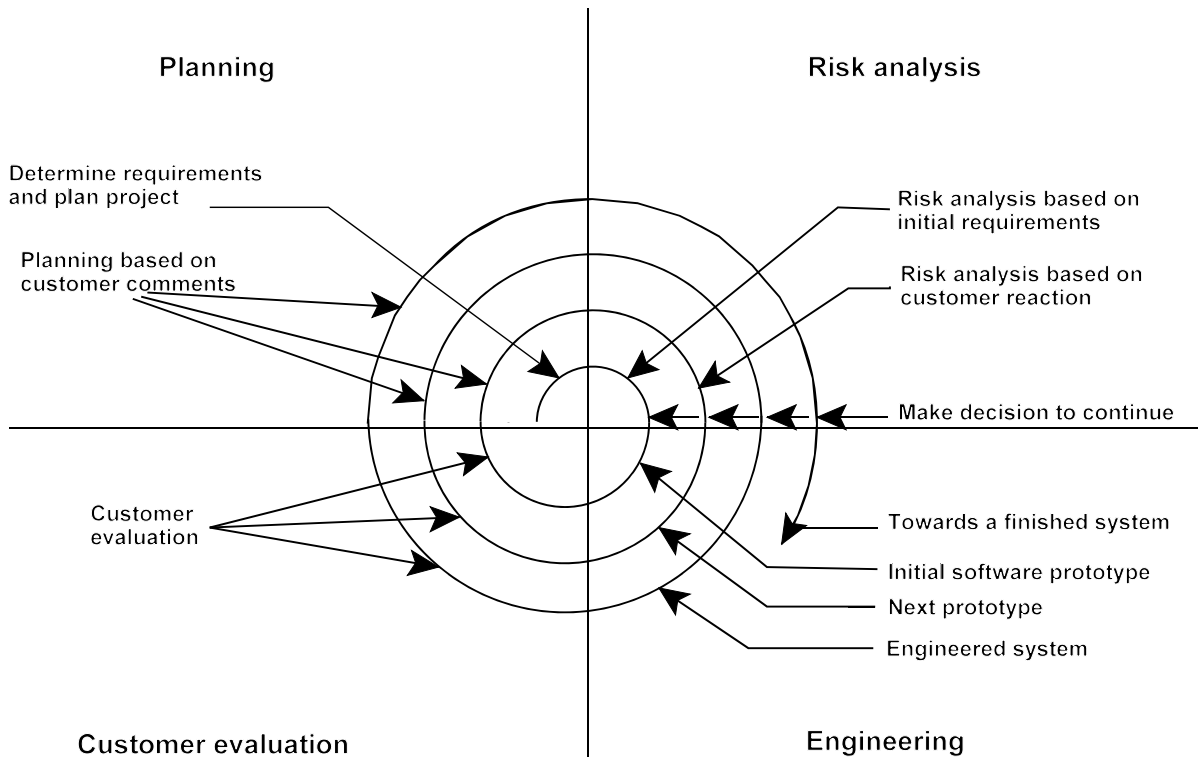 Planning
Risk analysis
Determine requirements
and plan project
Risk analysis based on
initial requirements
Planning based on
customer comments
Risk analysis based on
customer reaction
Make decision to continue
Customer
evaluation
Towards a finished system
Initial software prototype
Next prototype
Engineered system
Customer evaluation
Engineering